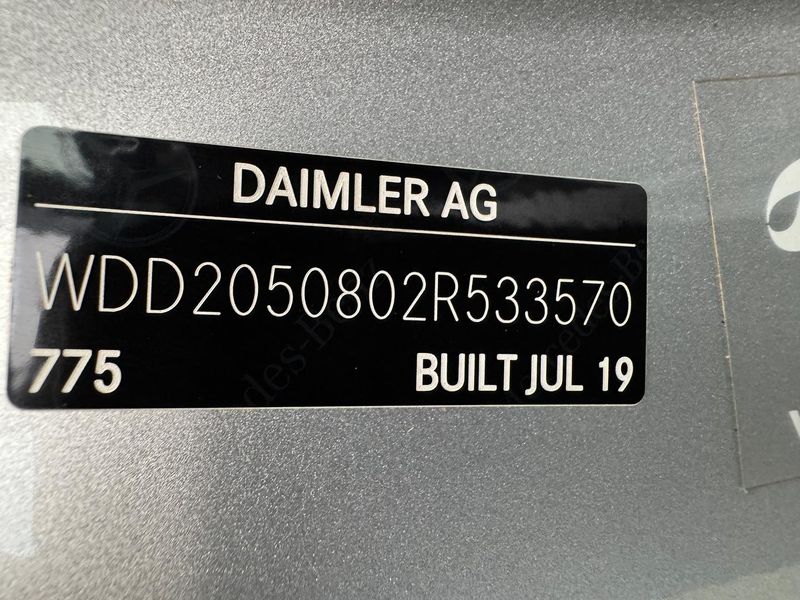 DAIMLER AG
WDD2050802R533570
775 BUILT JUL 19